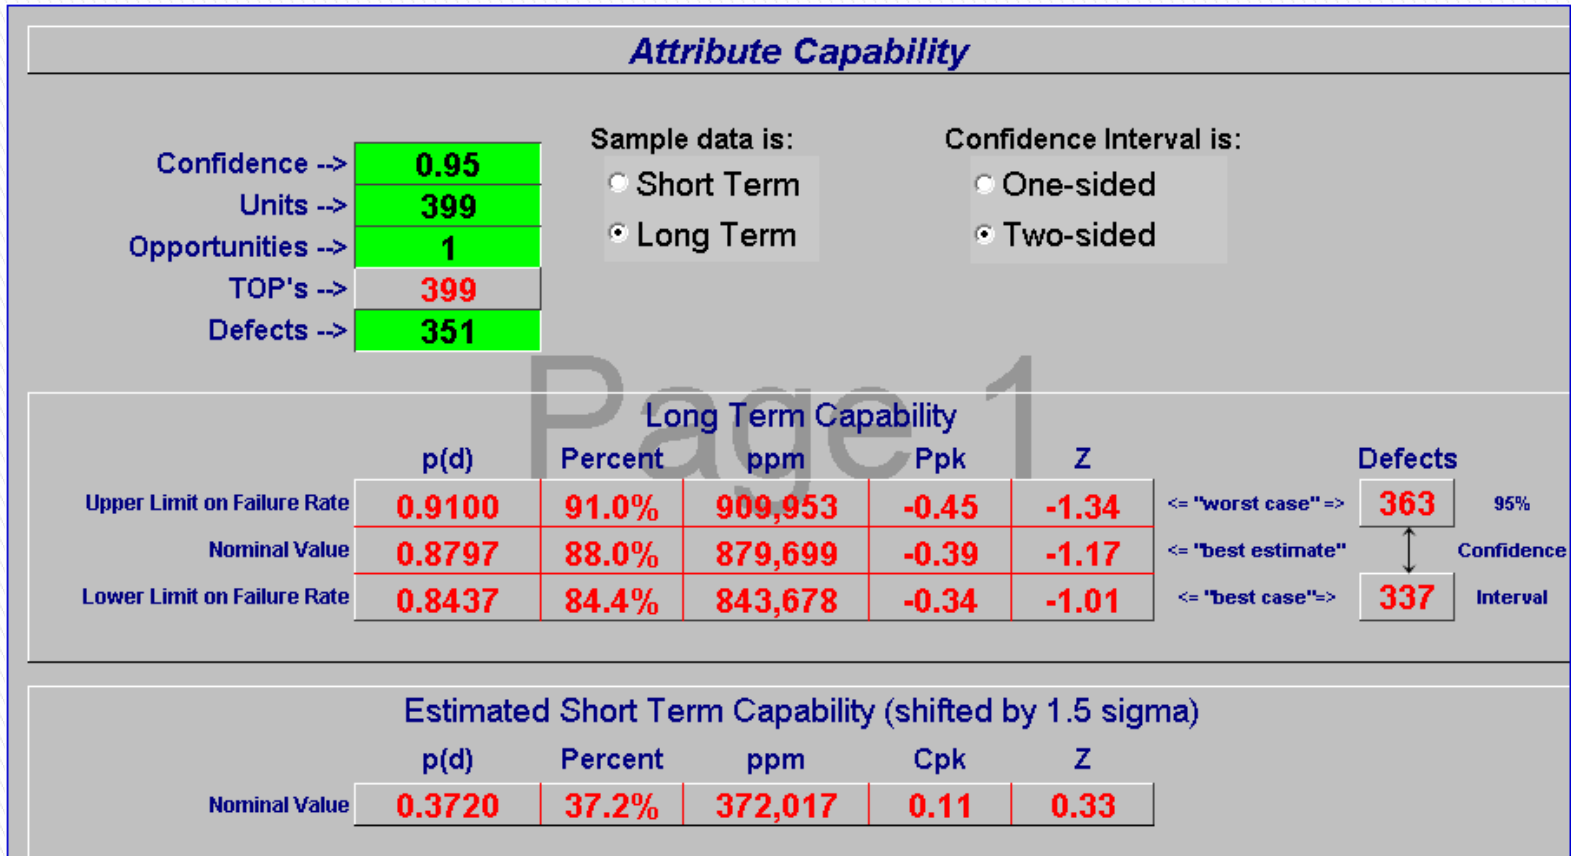 Attribute Capability
Sample data is: Confidence Interval is:
Confidence --> 0.95
Short Term One-sided
Units --> 399
Long Term Two-sided
Opportunities --> 1
TOP's --> 399
Defects --> 351
Page 1
Long Term Capability
p(d) Percent ppm Ppk Z Defects
Upper Limit on Failure Rate 0.9100 91.0% 909,953 -0.45 -1.34 <= "worst case" => 363 95%
Nominal Value 0.8797 88.0% 879,699 -0.39 -1.17 <= "best estimate" Confidence
Lower Limit on Failure Rate 0.8437 84.4% 843,678 -0.34 -1.01 <= "best case"=> 337 Interval
Estimated Short Term Capability (shifted by 1.5 sigma)
p(d) Percent ppm Cpk Z
Nominal Value 0.3720 37.2% 372,017 0.11 0.33